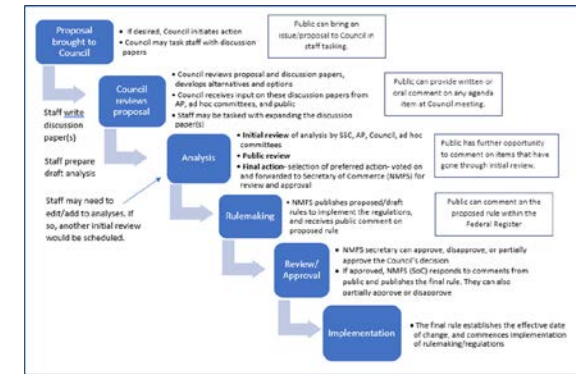 Proposal
brought to
Council
• If desired, Council initiates action
• Council may task staff with discussion
papers
Public can bring an
issue/proposal to Council in
staff tasking.
Staff write
discussion
paper(s)
Council
reviews
proposal
• Council reviews proposal and discussion papers,
develops alternatives and options
• Council receives input on these discussion papers from
AP, ad hoc committees, and public
• Staff may be tasked with expanding the discussion
paper(s)
Public can provide written or
oral comment on any agenda
item at Council meeting.
Staff prepare
draft analysis
Analysis
• Initial review of analysis by SSC, AP, Council, ad hoc
committees
• Public review
• Final action- selection of preferred action- voted on
and forwarded to Secretary of Commerce (NMFS) for
review and approval
Public has further opportunity
to comment on items that have
gone through initial review.
Staff may need to
edit/add to analyses. If
so, another initial review
would be scheduled.
Rulemaking
• NMFS publishes proposed/draft
rules to implement the regulations,
and receives public comment on
proposed rule
Public can comment on the
proposed rule within the
Federal Register
Review/
Approval
• NMFS secretary can approve, disapprove, or partially
approve the Council's decision
• If approved, NMFS (SoC) responds to comments from
public and publishes the final rule. They can also
partially approve or disapprove
Implementation
• The final rule establishes the effective date
of change, and commences implementation
of rulemaking/regulations